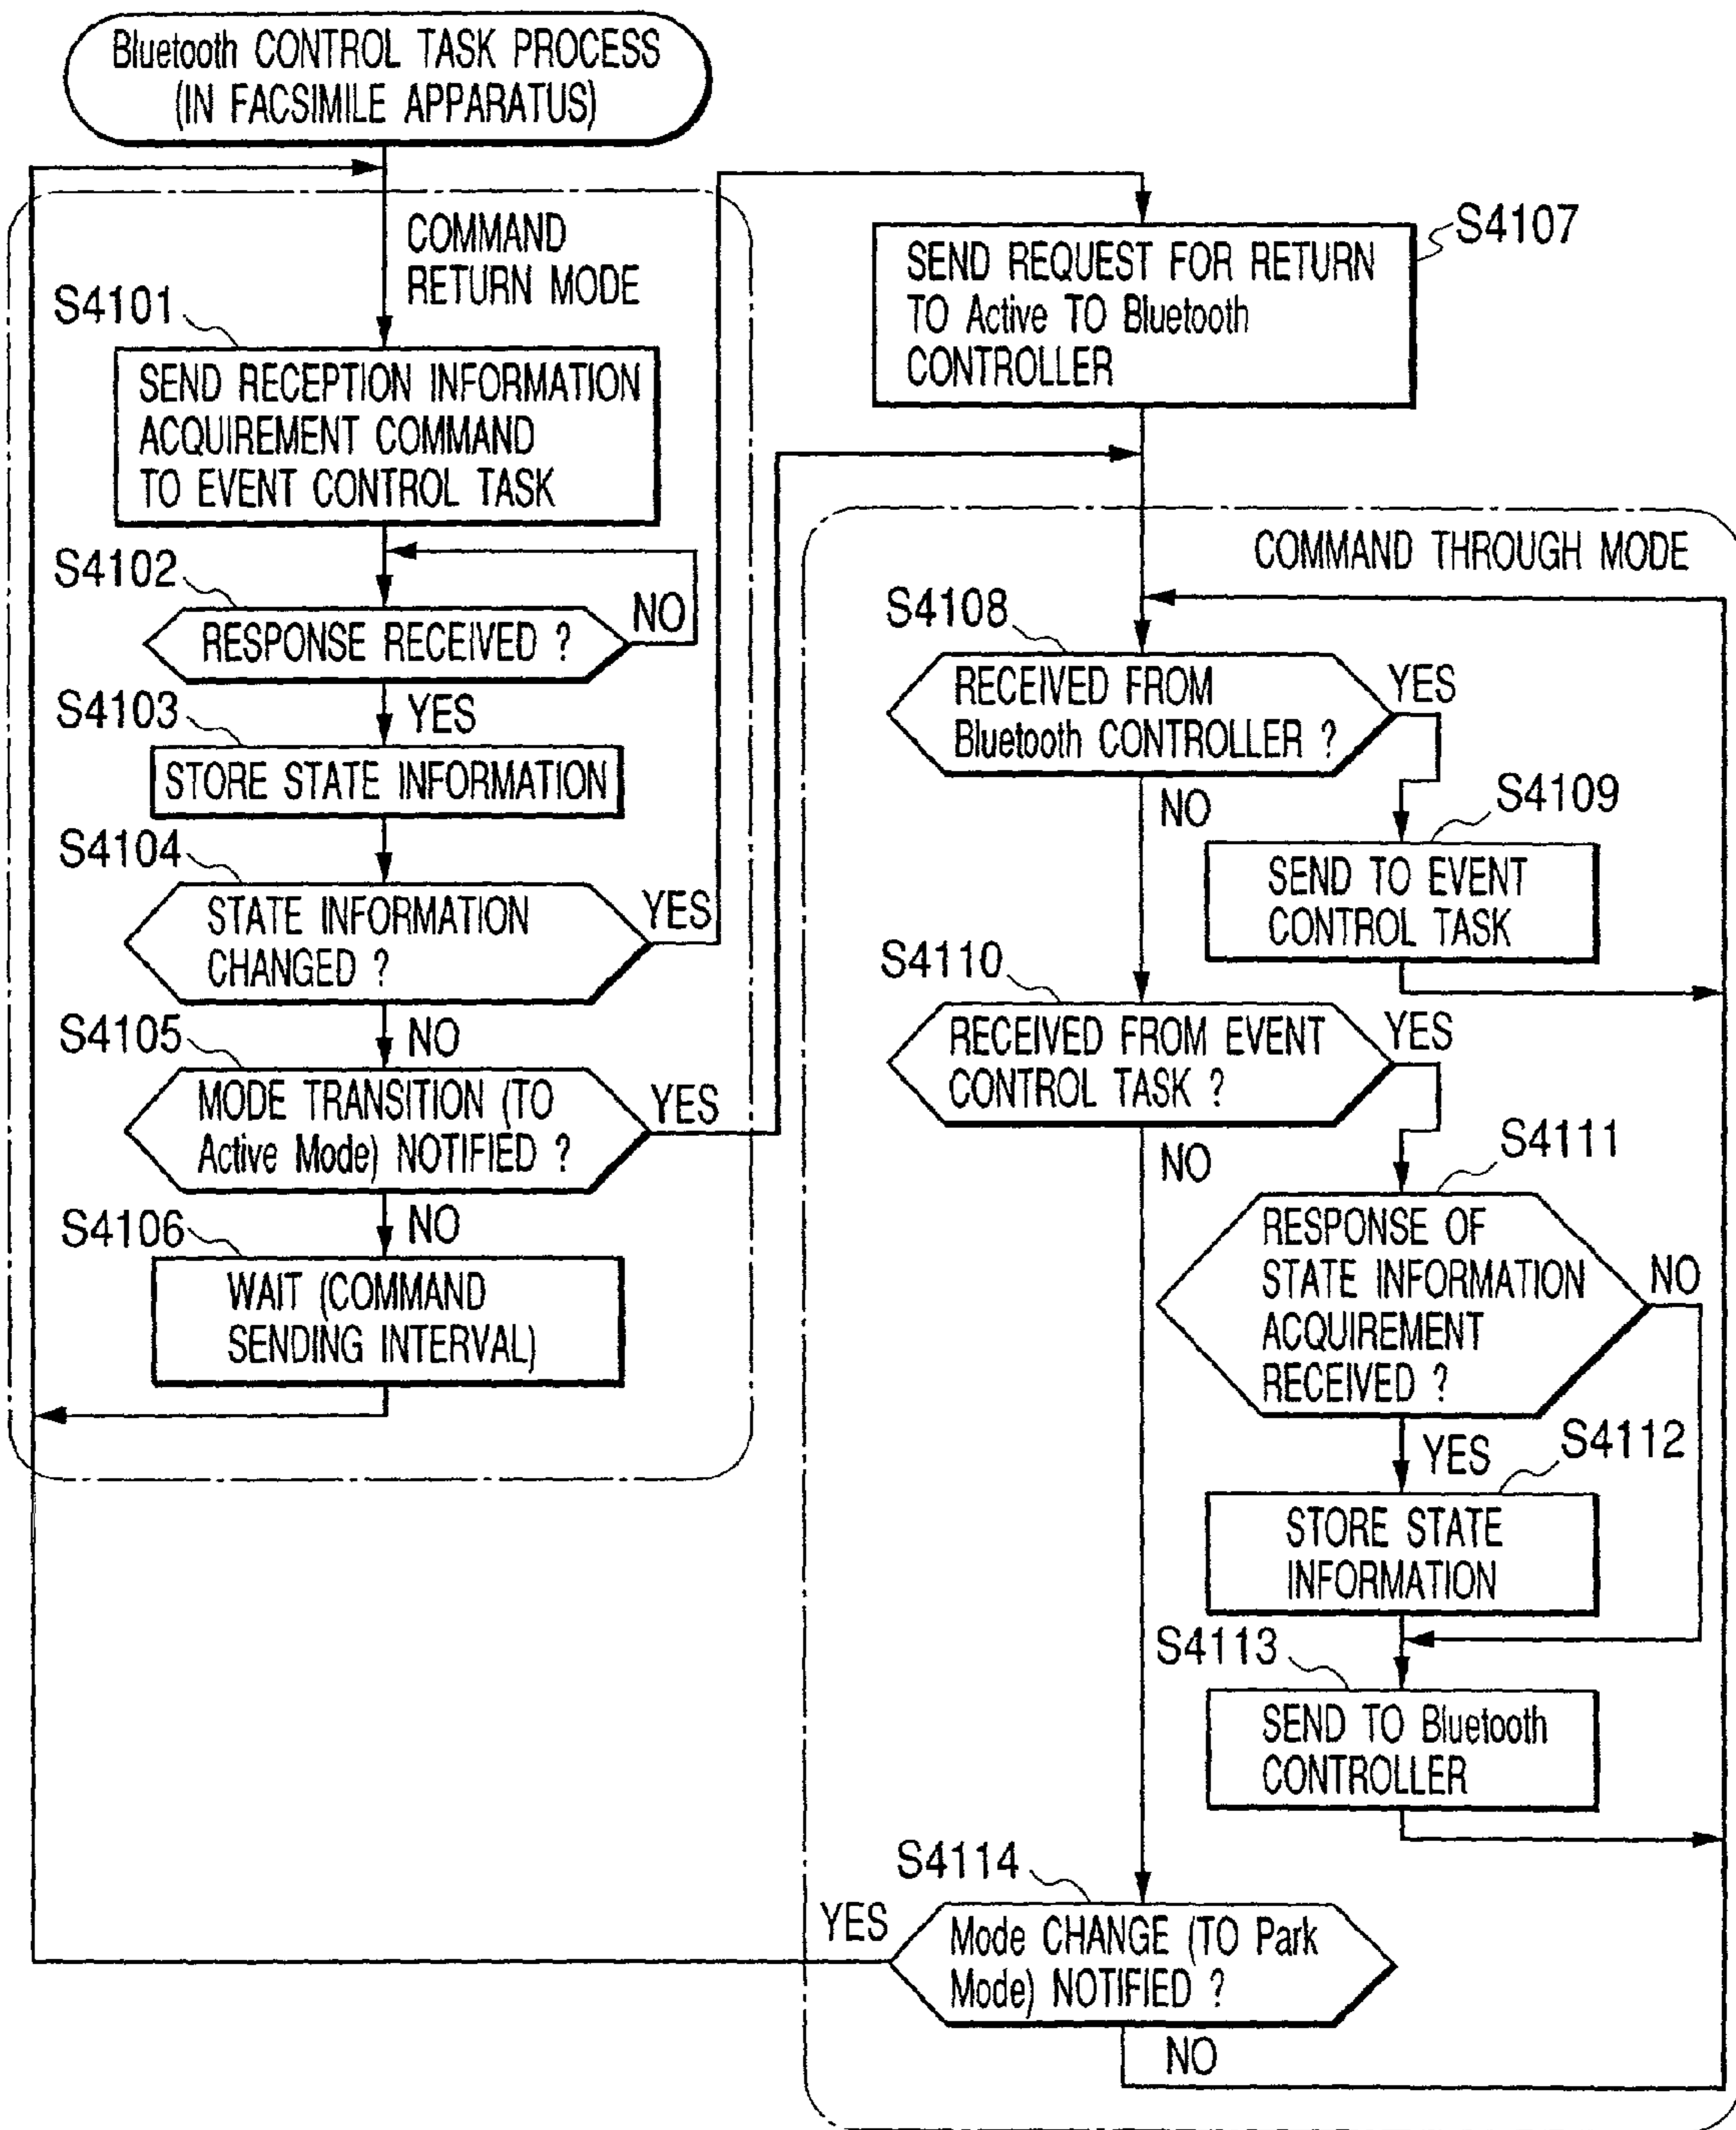 Bluetooth CONTROL TASK PROCESS
(IN FACSIMILE APPARATUS)
COMMAND
RETURN MODE
S4101
SEND RECEPTION INFORMATION
ACQUIREMENT COMMAND
TO EVENT CONTROL TASK
S4102
RESPONSE RECEIVED ?
NO
YES
S4103
STORE STATE INFORMATION
S4104
STATE INFORMATION
CHANGED ?
YES
NO
S4105
MODE TRANSITION (TO
Active Mode) NOTIFIED ?
YES
NO
S4106
WAIT (COMMAND
SENDING INTERVAL)
S4107
SEND REQUEST FOR RETURN
TO Active TO Bluetooth
CONTROLLER
COMMAND THROUGH MODE
S4108
RECEIVED FROM
Bluetooth CONTROLLER ?
YES
NO
S4109
SEND TO EVENT
CONTROL TASK
S4110
RECEIVED FROM EVENT
CONTROL TASK ?
YES
NO
S4111
RESPONSE OF
STATE INFORMATION
ACQUIREMENT
RECEIVED ?
NO
YES
S4112
STORE STATE
INFORMATION
S4113
SEND TO Bluetooth
CONTROLLER
S4114
YES
Mode CHANGE (TO Park
Mode) NOTIFIED ?
NO